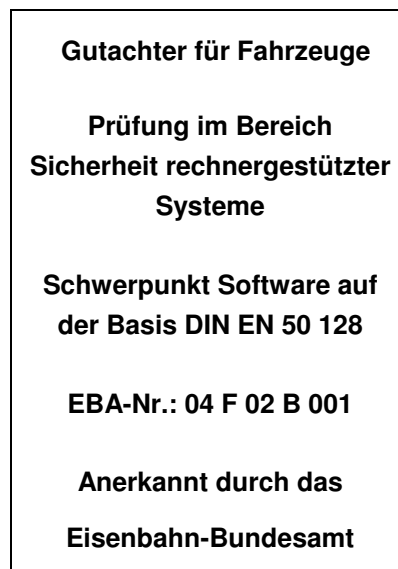 Gutachter für Fahrzeuge
Prüfung im Bereich
Sicherheit rechnergestützter
Systeme
Schwerpunkt Software auf
der Basis DIN EN 50 128
EBA-Nr.: 04 F 02 B 001
Anerkannt durch das
Eisenbahn-Bundesamt